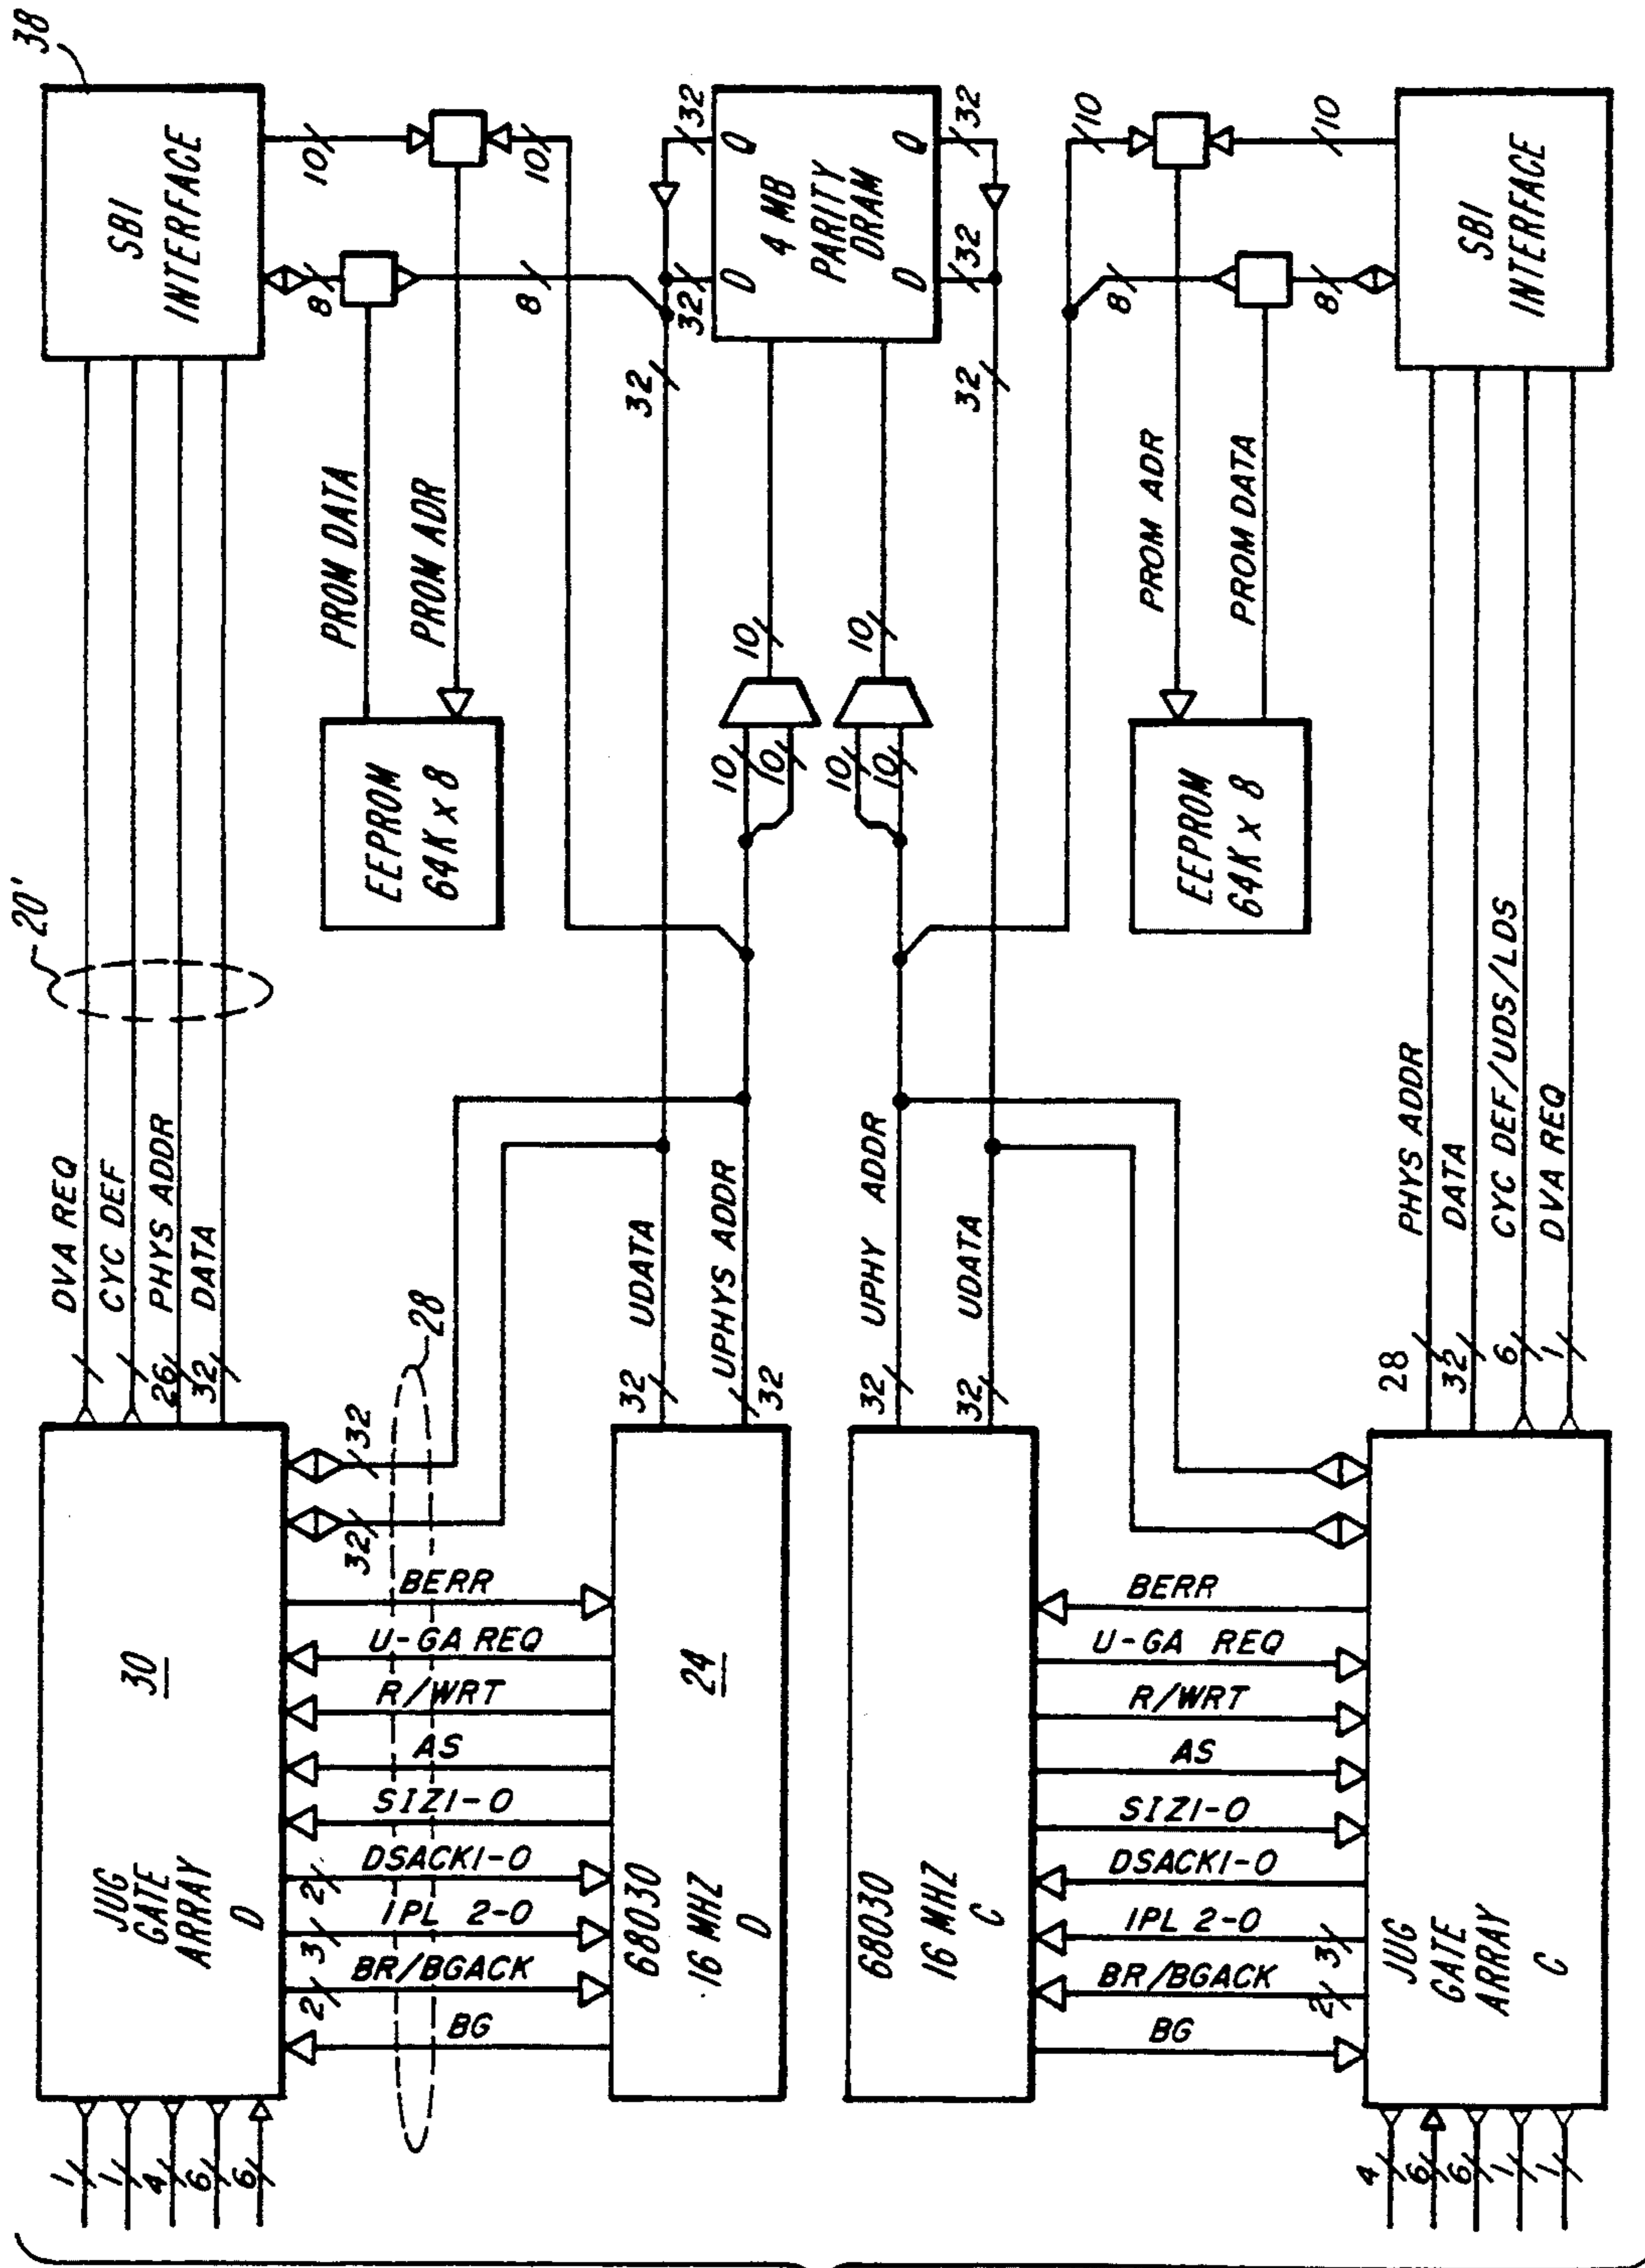 38
SBI
INTERFACE
10
8
10
8
PROM DATA
PROM ADR
EEPROM
64K x 8
20'
DVA REQ
CYC DEF
PHYS ADDR
26
DATA
32
32
32
28
JUG
GATE
ARRAY
D
30
BERR
U-GA REQ
R/WRT
AS
SIZ1-0
DSACK1-0
2
IPL 2-0
3
BR/BGACK
2
BG
1
1
4
6
6
68030
16 MHZ
D
24
UDATA
32
UPHYS ADDR
32
32
32
32
Q
D
4 MB
PARITY
DRAM
Q
D
32
32
32
10
10
10
10
10
10
UPHY ADDR
32
UDATA
32
68030
16 MHZ
C
BERR
U-GA REQ
R/WRT
AS
SIZ1-0
DSACK1-0
IPL 2-0
3
BR/BGACK
2
BG
JUG
GATE
ARRAY
C
4
6
6
1
1
PHYS ADDR
28
DATA
32
CYC DEF/UDS/LDS
6
DVA REQ
1
EEPROM
64K x 8
PROM ADR
PROM DATA
10
8
10
8
SBI
INTERFACE